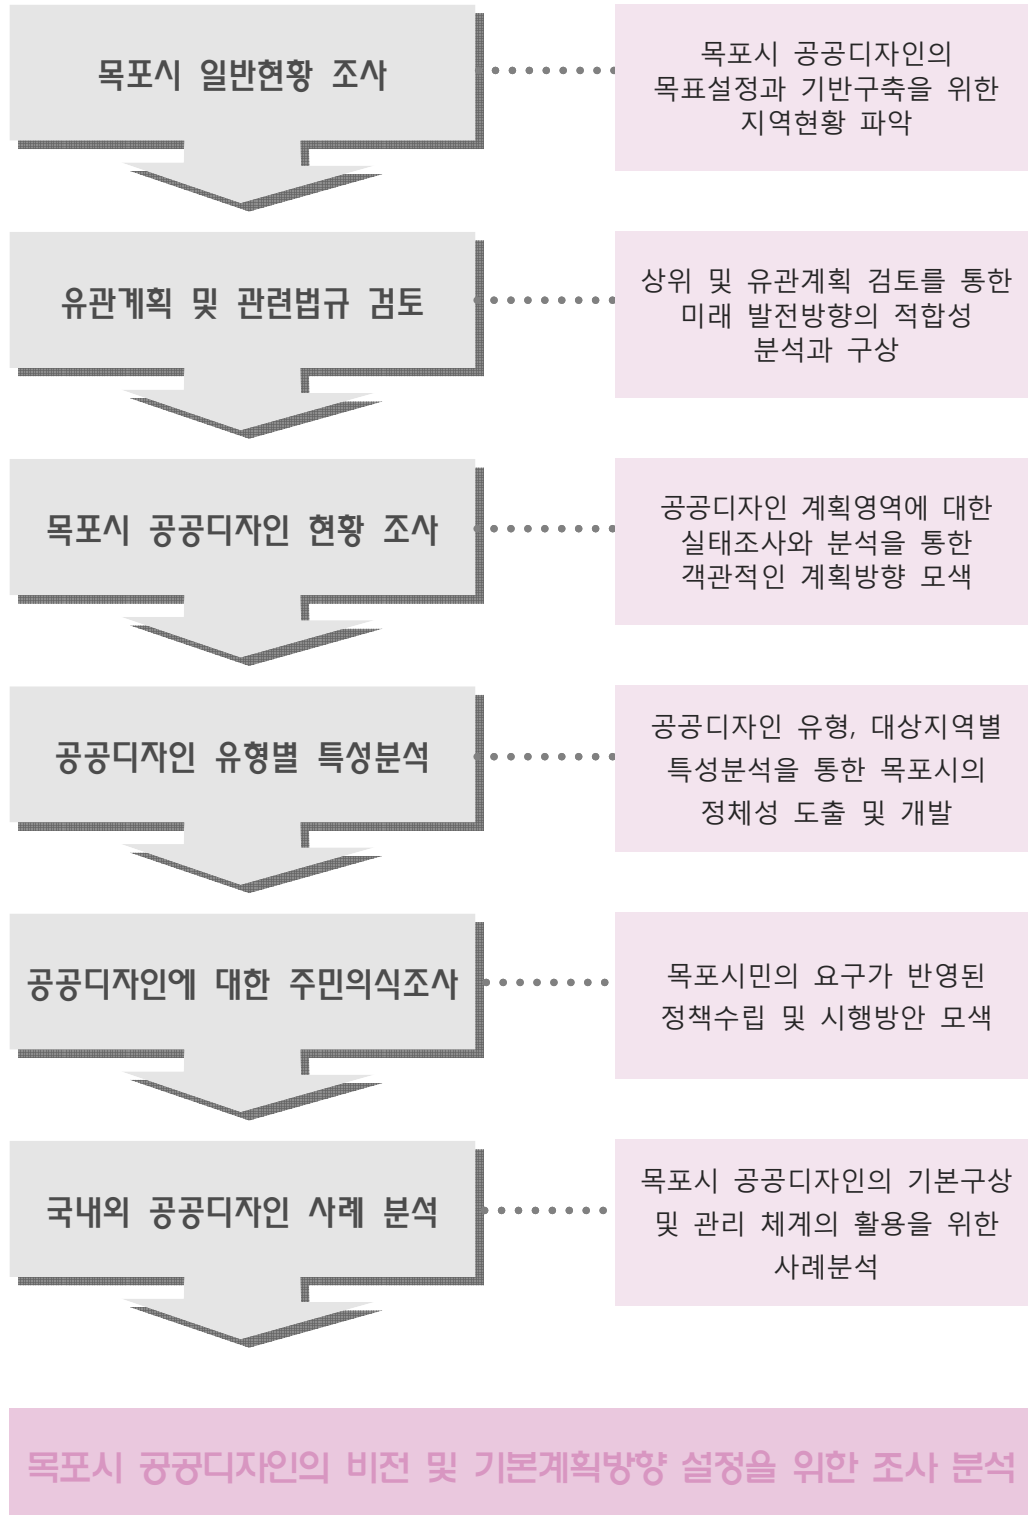 목포시 일반현황 조사
목포시 공공디자인의
목표설정과 기반구축을 위한
지역현황 파악
유관계획 및 관련법규 검토
상위 및 유관계획 검토를 통한
미래 발전방향의 적합성
분석과 구상
목포시 공공디자인 현황 조사
공공디자인 계획영역에 대한
실태조사와 분석을 통한
객관적인 계획방향 모색
공공디자인 유형별 특성분석
공공디자인 유형, 대상지역별
특성분석을 통한 목포시의
정체성 도출 및 개발
공공디자인에 대한 주민의식조사
목포시민의 요구가 반영된
정책수립 및 시행방안 모색
국내외 공공디자인 사례 분석
목포시 공공디자인의 기본구상
및 관리 체계의 활용을 위한
사례분석
목포시 공공디자인의 비전 및 기본계획방향 설정을 위한 조사 분석